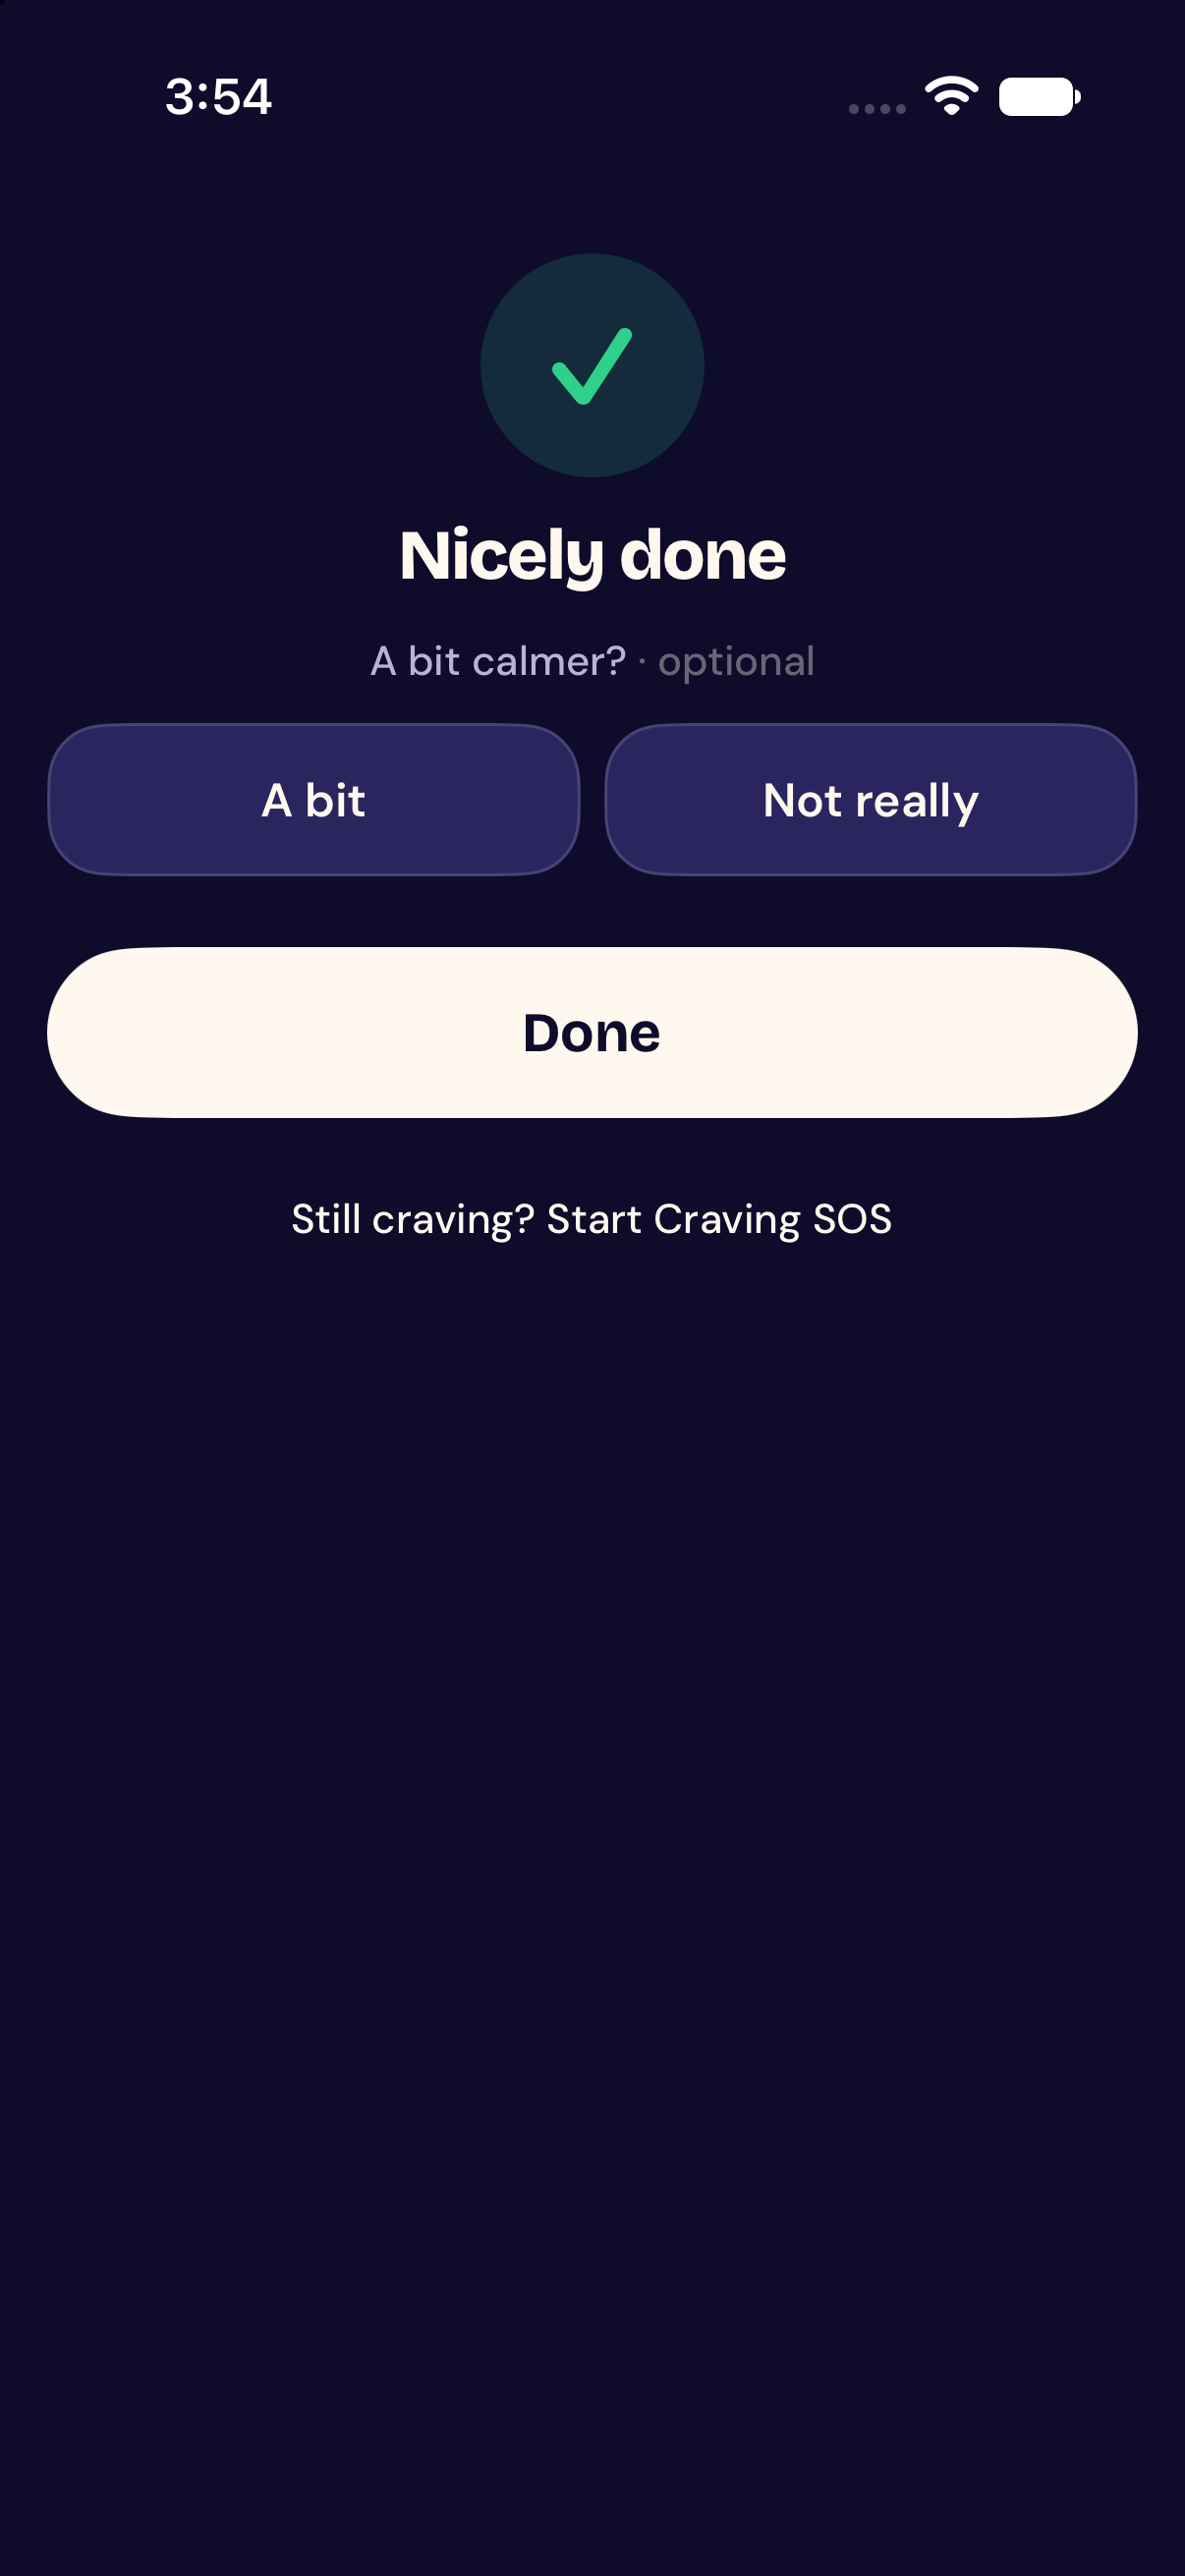 3:54
Nicely done
A bit calmer? · optional
A bit
Not really
Done
Still craving? Start Craving SOS